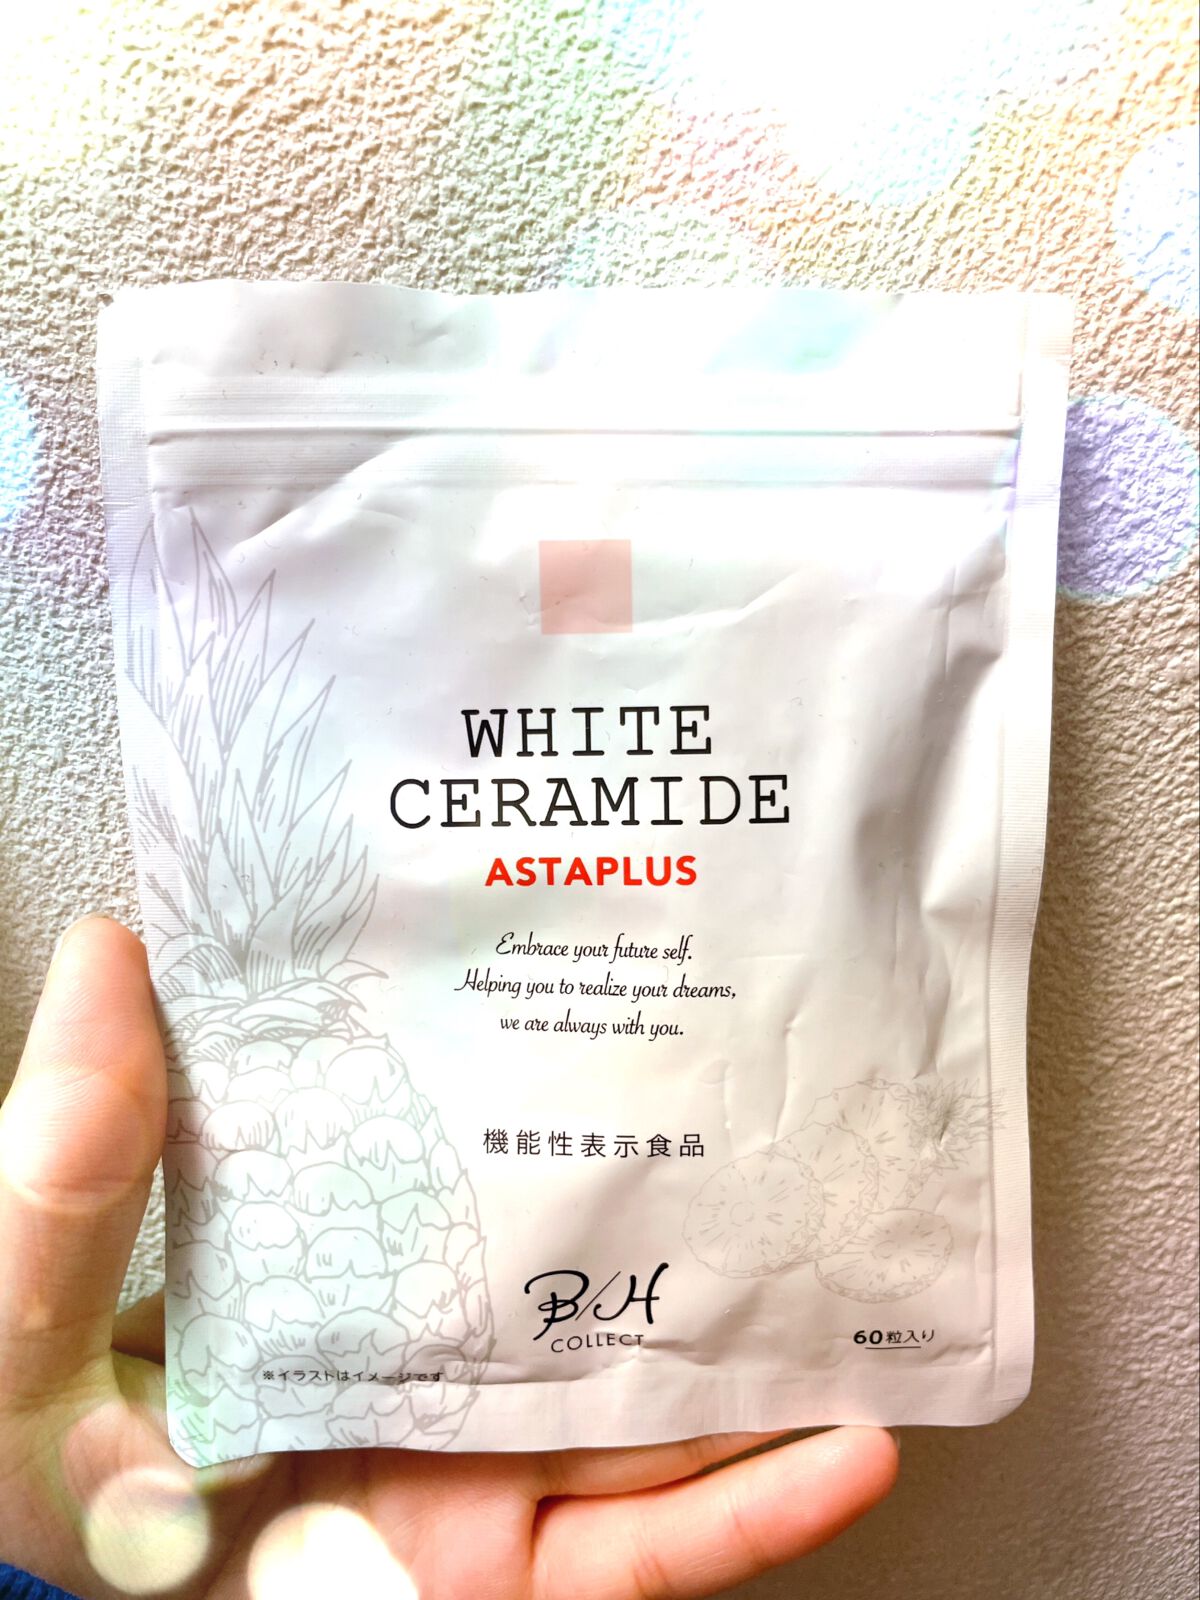 WHITE
CERAMIDE
ASTAPLUS
Embrace your future self.
Helping you to realize your dreams,
we are always with you.
機能性表示食品
B/H
COLLECT
60粒入り
※イラストはイメージです